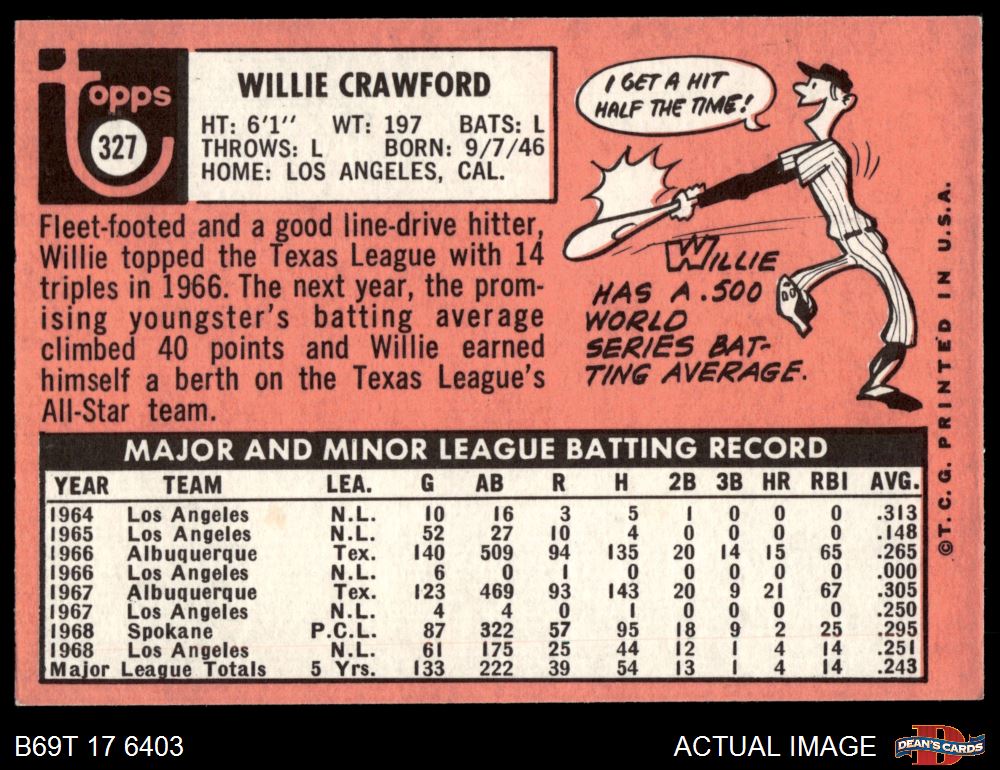 topps
327
WILLIE CRAWFORD
HT: 6'1'' WT: 197 BATS: L
THROWS: L BORN: 9/7/46
HOME: LOS ANGELES, CAL.
Fleet-footed and a good line-drive hitter,
Willie topped the Texas League with 14
triples in 1966. The next year, the prom-
ising youngster's batting average
climbed 40 points and Willie earned
himself a berth on the Texas League's
All-Star team.
I GET A HIT
HALF THE TIME!
WILLIE
HAS A .500
WORLD
SERIES BAT-
TING AVERAGE.
©T.C.G. PRINTED IN U.S.A.
MAJOR AND MINOR LEAGUE BATTING RECORD
YEAR TEAM LEA. G AB R H 2B 3B HR RBI AVG.
1964 Los Angeles N.L. 10 16 3 5 1 0 0 0 .313
1965 Los Angeles N.L. 52 27 10 4 0 0 0 0 .148
1966 Albuquerque Tex. 140 509 94 135 20 14 15 65 .265
1966 Los Angeles N.L. 6 0 1 0 0 0 0 0 .000
1967 Albuquerque Tex. 123 469 93 143 20 9 21 67 .305
1967 Los Angeles N.L. 4 4 0 1 0 0 0 0 .250
1968 Spokane P.C.L. 87 322 57 95 18 9 2 25 .295
1968 Los Angeles N.L. 61 175 25 44 12 1 4 14 .251
Major League Totals 5 Yrs. 133 222 39 54 13 1 4 14 .243
B69T 17 6403
ACTUAL IMAGE
D
DEAN'S CARDS